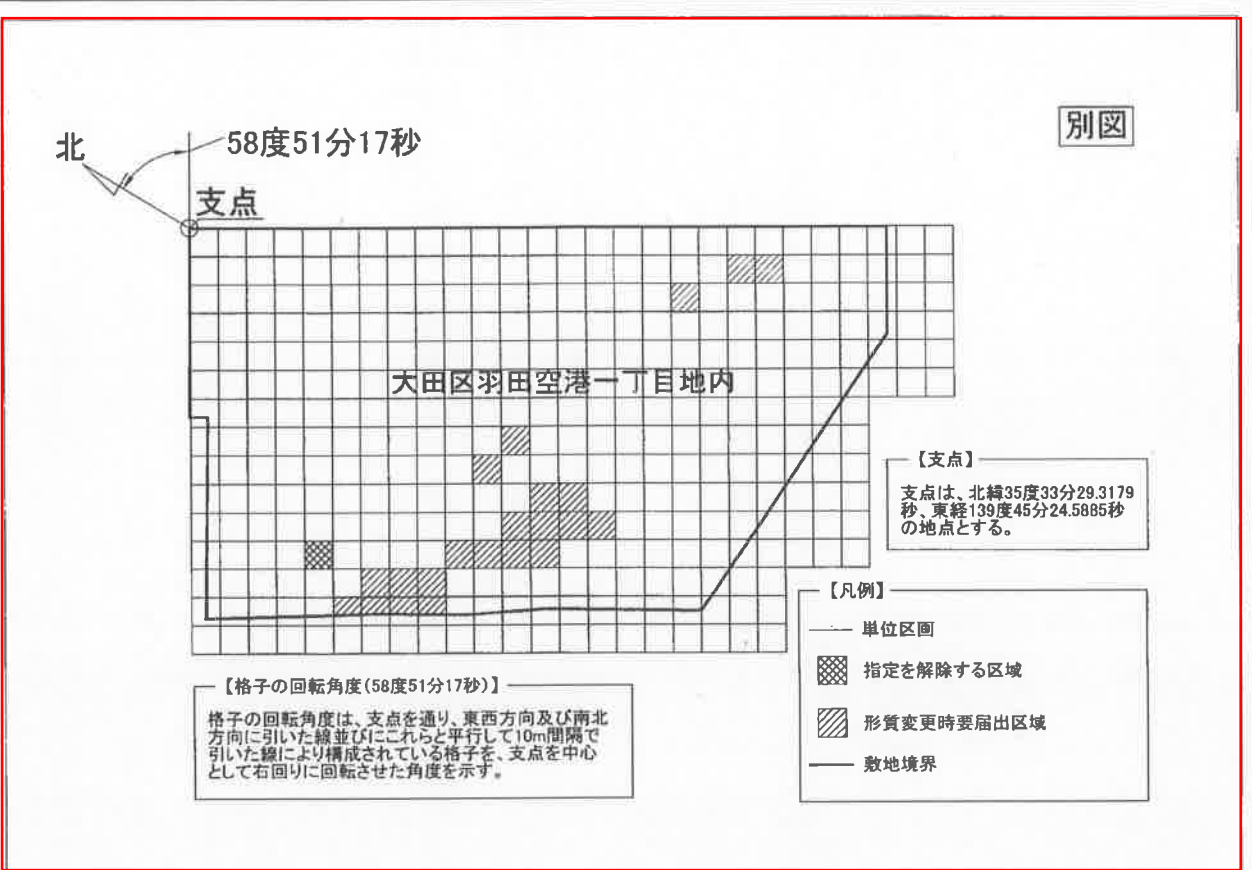 別図
北
58度51分17秒
支点
大田区羽田空港一丁目地内
【支点】
支点は、北緯35度33分29.3179
秒、東経139度45分24.5885秒
の地点とする。
【凡例】
単位区画
指定を解除する区域
形質変更時要届出区域
敷地境界
【格子の回転角度(58度51分17秒)】
格子の回転角度は、支点を通り、東西方向及び南北
方向に引いた線並びにこれらと平行して10m間隔で
引いた線により構成されている格子を、支点を中心
として右回りに回転させた角度を示す。